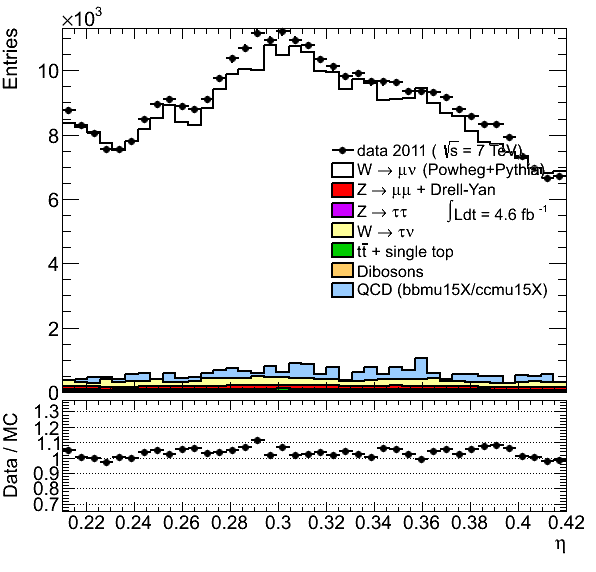 ×10³
Entries
10
8
6
4
2
0
data 2011 ( √s = 7 TeV)
W → μν (Powheg+Pythia)
Z → μμ + Drell-Yan
Z → ττ
∫Ldt = 4.6 fb⁻¹
W → τν
tt̅ + single top
Dibosons
QCD (bbmu15X/ccmu15X)
Data / MC
1.3
1.2
1.1
1
0.9
0.8
0.7
0.22 0.24 0.26 0.28 0.3 0.32 0.34 0.36 0.38 0.4 0.42
η